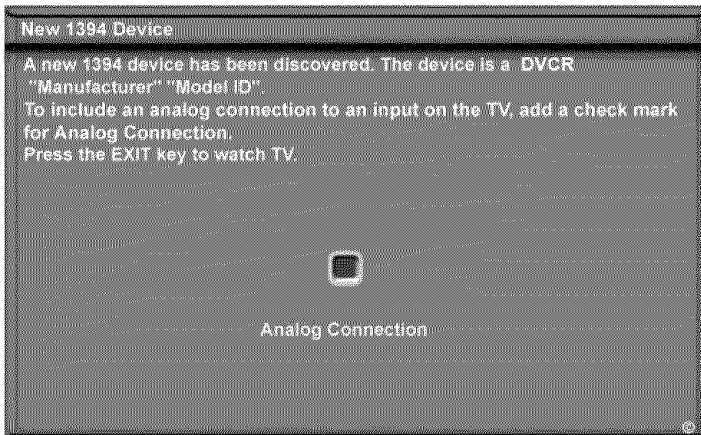 New 1394 Device
A new 1394 device has been discovered. The device is a DVCR
"Manufacturer" "Model ID".
To include an analog connection to an input on the TV, add a check mark
for Analog Connection.
Press the EXIT key to watch TV.
Analog Connection
©